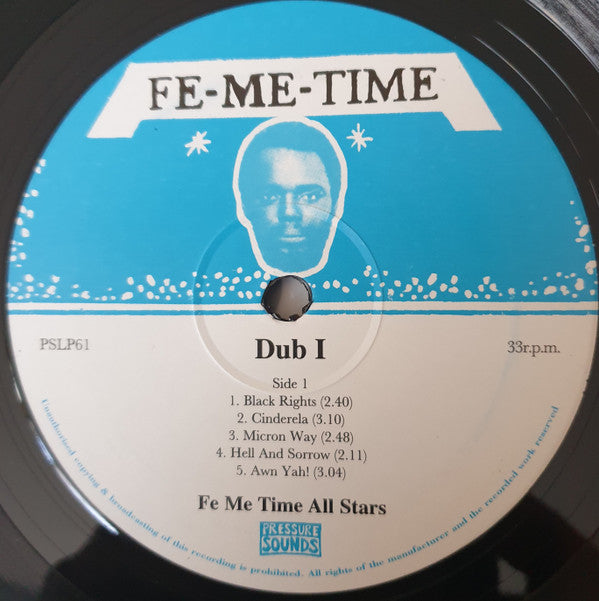 FE-ME-TIME
PSLP61
Dub I
33r.p.m.
Side 1
1. Black Rights (2.40)
2. Cinderela (3.10)
3. Micron Way (2.48)
4. Hell And Sorrow (2.11)
5. Awn Yah! (3.04)
Fe Me Time All Stars
PRESSURE
SOUNDS
Unauthorised copying & broadcasting of this recording is prohibited. All rights of the manufacturer and the recorded work reserved